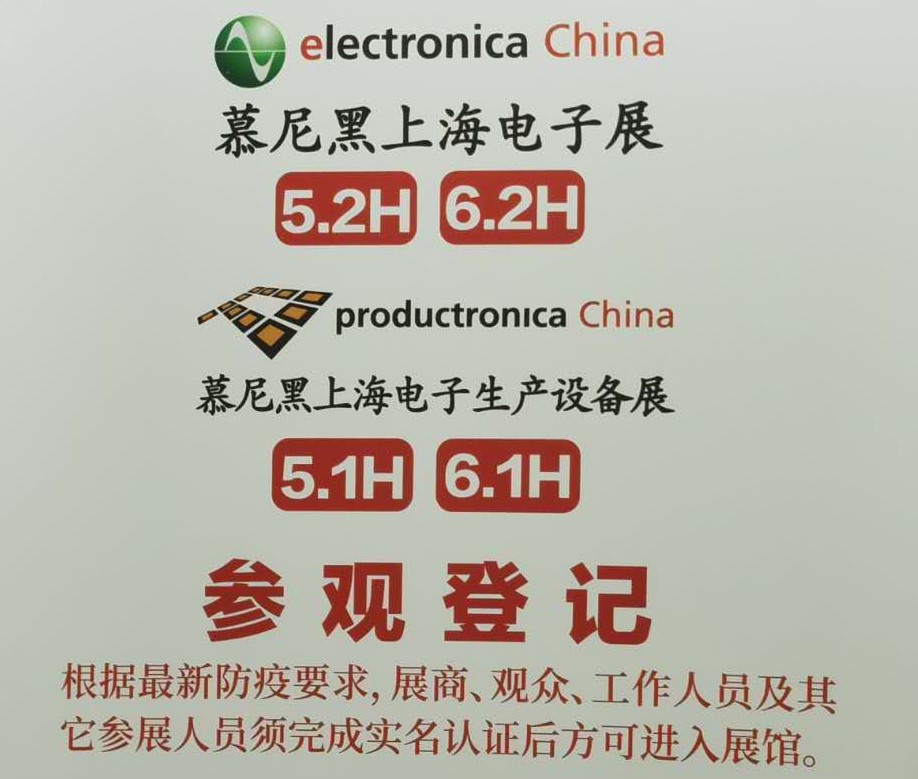 electronica China
慕尼黑上海电子展
5.2H 6.2H
productronica China
慕尼黑上海电子生产设备展
5.1H 6.1H
参观登记
根据最新防疫要求,展商、观众、工作人员及其
它参展人员须完成实名认证后方可进入展馆。